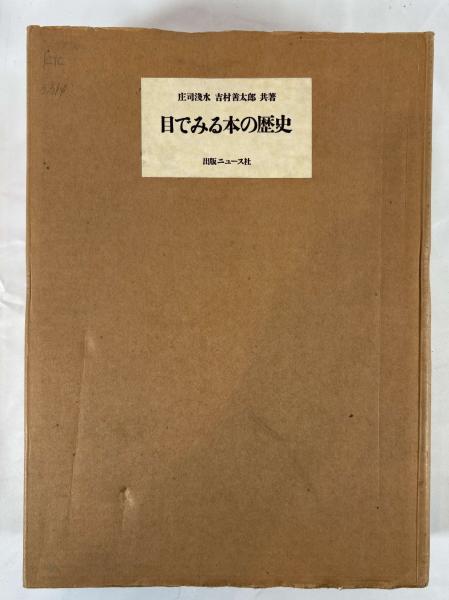 庄司浅水 吉村善太郎 共著
目でみる本の歴史
出版ニュース社